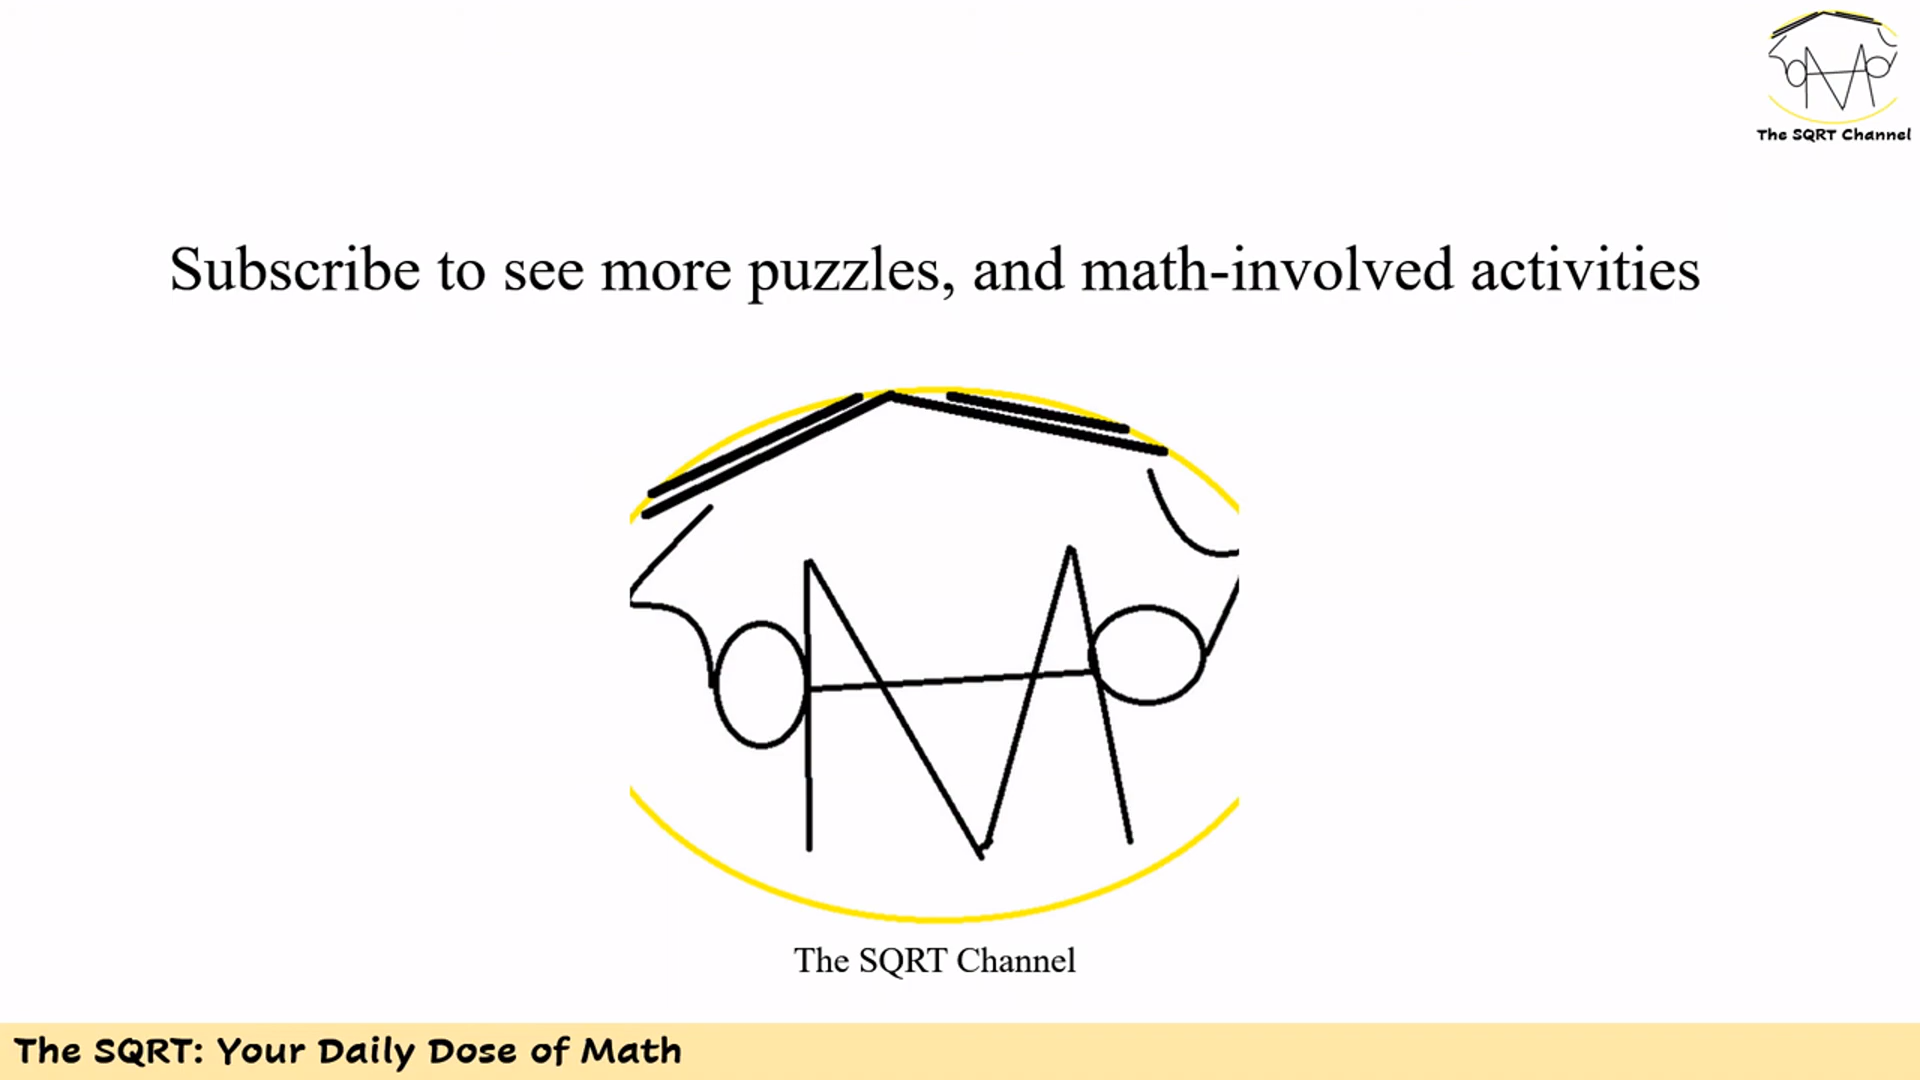 The SQRT Channel
Subscribe to see more puzzles, and math-involved activities
The SQRT Channel
The SQRT: Your Daily Dose of Math